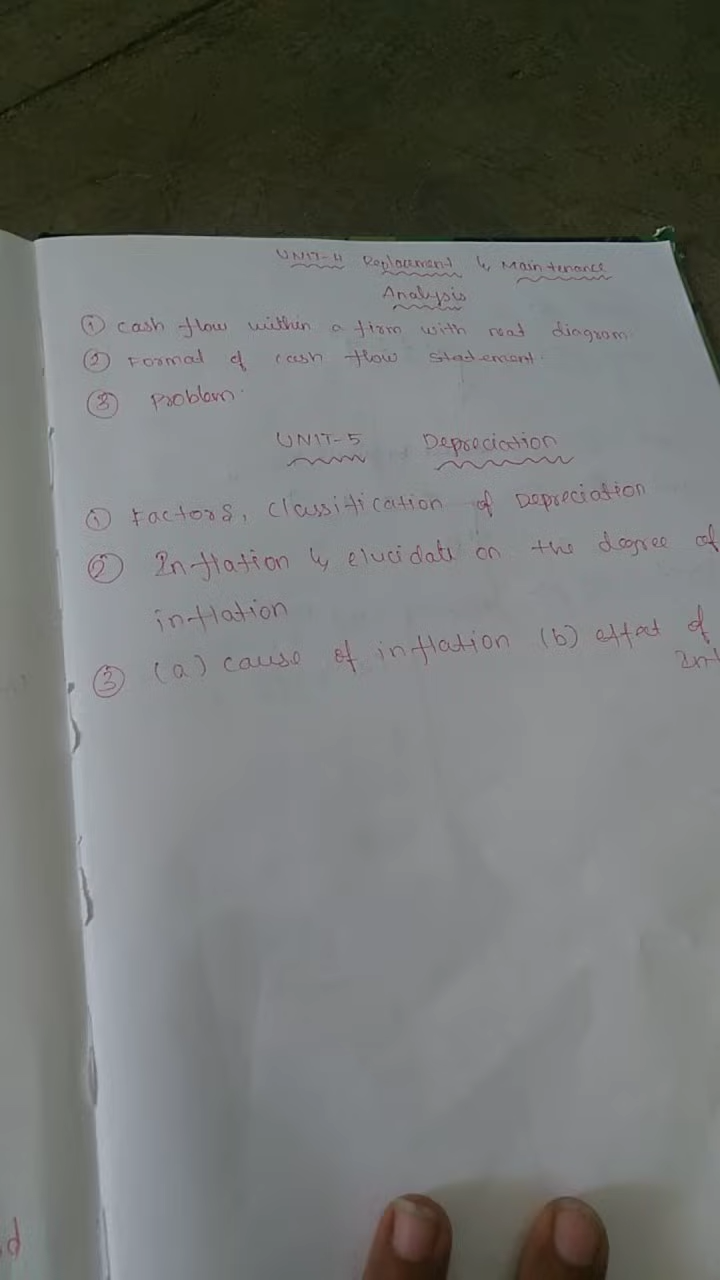 UNIT-4 Replacement & Maintenance
Analysis
① cash flow within a firm with neat diagram.
② Format of cash flow statement.
③ Problem.
UNIT-5 Depreciation
① Factors, classification of Depreciation
② Inflation & elucidate on the degree of
inflation
③ (a) cause of inflation (b) effect of